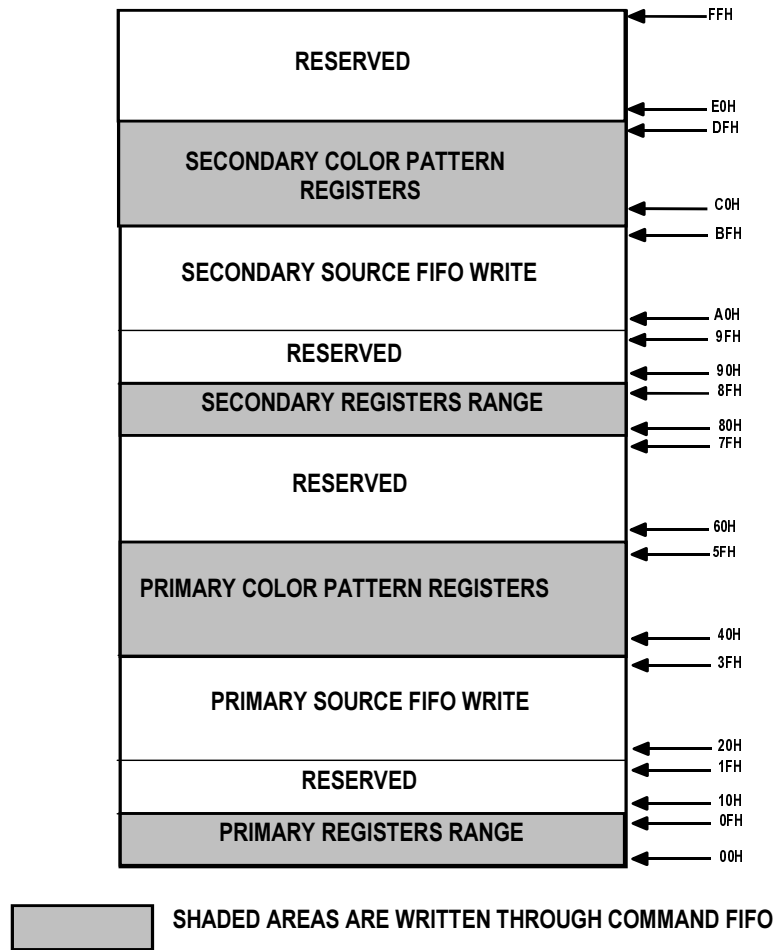 FFH
RESERVED
E0H
DFH
SECONDARY COLOR PATTERN
REGISTERS
C0H
BFH
SECONDARY SOURCE FIFO WRITE
A0H
9FH
RESERVED
90H
8FH
SECONDARY REGISTERS RANGE
80H
7FH
RESERVED
60H
5FH
PRIMARY COLOR PATTERN REGISTERS
40H
3FH
PRIMARY SOURCE FIFO WRITE
20H
1FH
RESERVED
10H
0FH
PRIMARY REGISTERS RANGE
00H
SHADED AREAS ARE WRITTEN THROUGH COMMAND FIFO